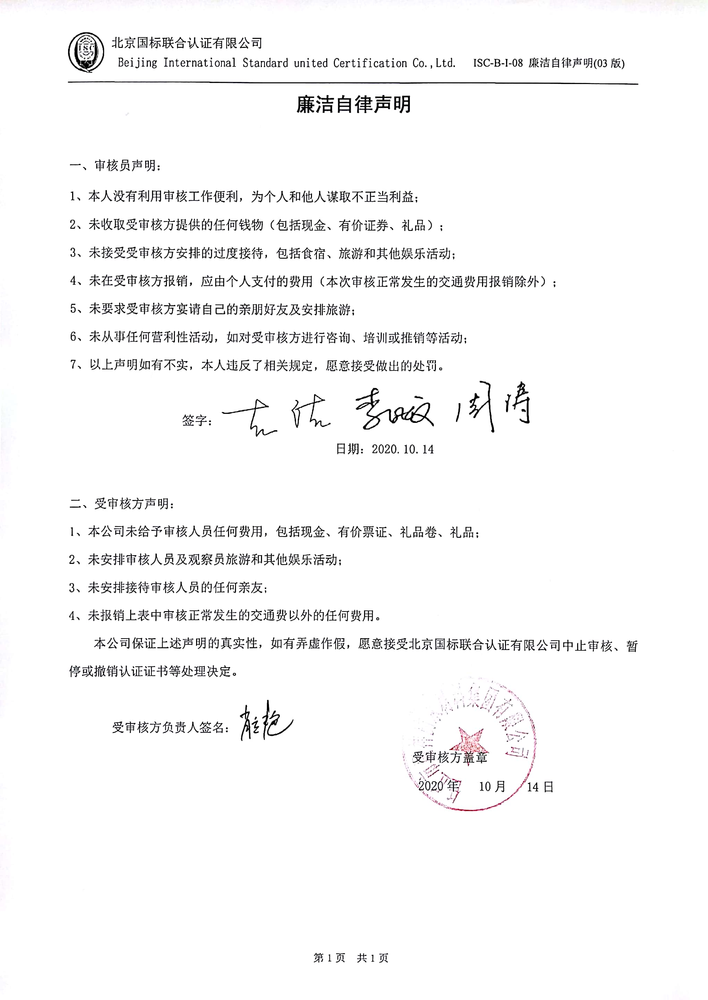 ISC
北京国标联合认证有限公司
Beijing International Standard united Certification Co.,Ltd. ISC-B-I-08 廉洁自律声明(03 版)
廉洁自律声明
一、审核员声明：
1、本人没有利用审核工作便利，为个人和他人谋取不正当利益；
2、未收取受审核方提供的任何钱物（包括现金、有价证券、礼品）；
3、未接受受审核方安排的过度接待，包括食宿、旅游和其他娱乐活动；
4、未在受审核方报销，应由个人支付的费用（本次审核正常发生的交通费用报销除外）；
5、未要求受审核方宴请自己的亲朋好友及安排旅游；
6、未从事任何营利性活动，如对受审核方进行咨询、培训或推销等活动；
7、以上声明如有不实，本人违反了相关规定，愿意接受做出的处罚。
签字： 吉洁 周涛
日期：2020.10.14
二、受审核方声明：
1、本公司未给予审核人员任何费用，包括现金、有价票证、礼品卷、礼品；
2、未安排审核人员及观察员旅游和其他娱乐活动；
3、未安排接待审核人员的任何亲友；
4、未报销上表中审核正常发生的交通费以外的任何费用。
本公司保证上述声明的真实性，如有弄虚作假，愿意接受北京国标联合认证有限公司中止审核、暂
停或撤销认证证书等处理决定。
受审核方负责人签名：
集团有限公司
受审核方盖章
2020 年 10 月 14 日
第 1 页 共 1 页